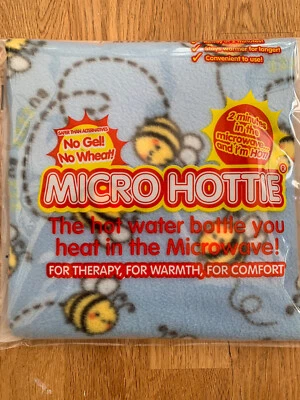 Stays warmer for longer!
✓ Convenient to use!
SAFER THAN ALTERNATIVES
No Gel!
No Wheat!
2 minutes
in the
microwave
and I'm Hot!
MICRO HOTTIE®
The hot water bottle you
heat in the Microwave!
FOR THERAPY, FOR WARMTH, FOR COMFORT